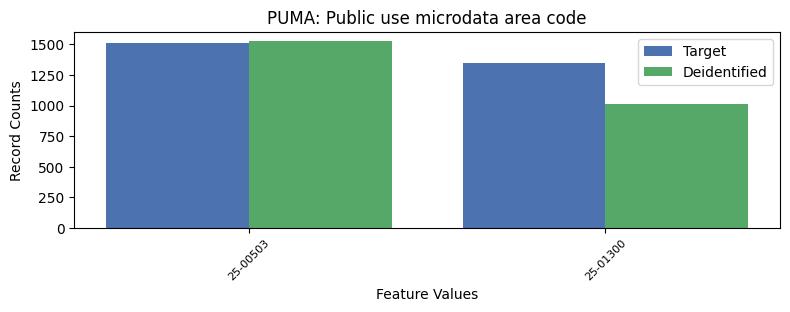 PUMA: Public use microdata area code
Record Counts
1500
1250
1000
750
500
250
0
Target
Deidentified
25-00503
25-01300
Feature Values